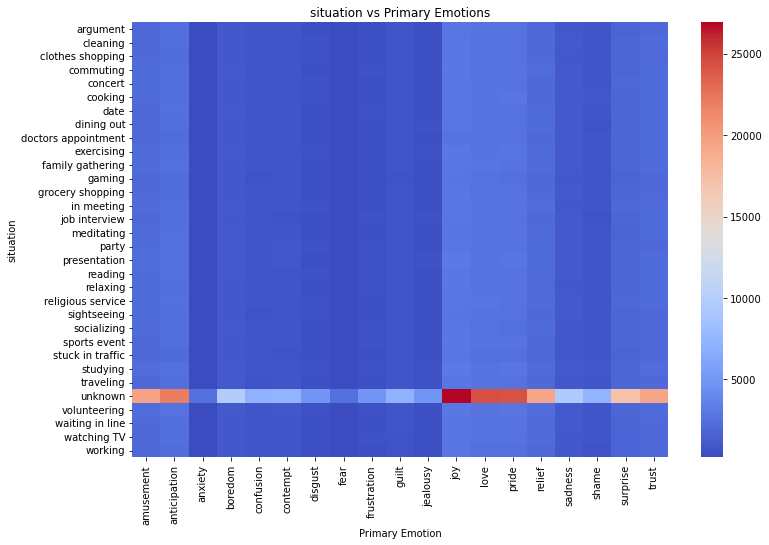 situation vs Primary Emotions
situation
argument
cleaning
clothes shopping
commuting
concert
cooking
date
dining out
doctors appointment
exercising
family gathering
gaming
grocery shopping
in meeting
job interview
meditating
party
presentation
reading
relaxing
religious service
sightseeing
socializing
sports event
stuck in traffic
studying
traveling
unknown
volunteering
waiting in line
watching TV
working
amusement
anticipation
anxiety
boredom
confusion
contempt
disgust
fear
frustration
guilt
jealousy
joy
love
pride
relief
sadness
shame
surprise
trust
Primary Emotion
25000
20000
15000
10000
5000